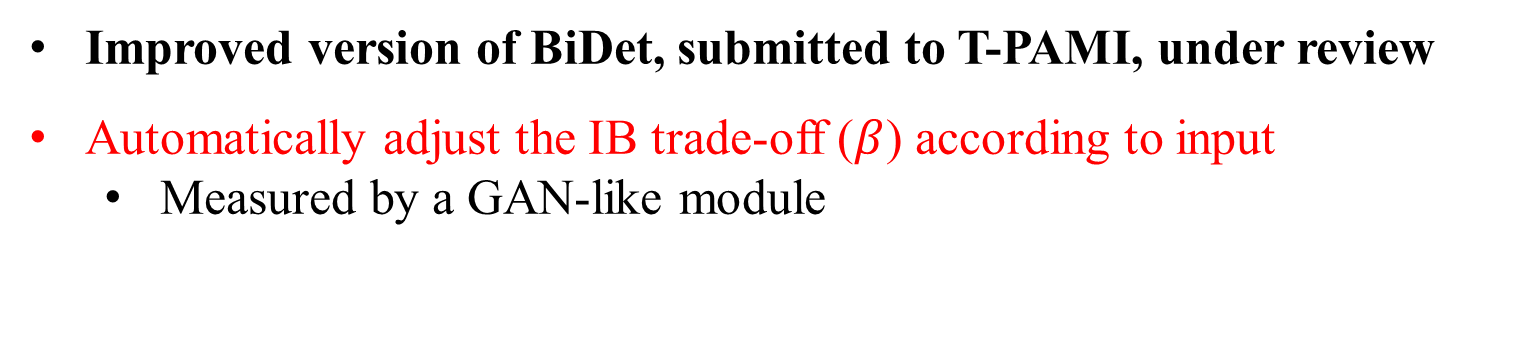 • Improved version of BiDet, submitted to T-PAMI, under review
• Automatically adjust the IB trade-off (β) according to input
• Measured by a GAN-like module